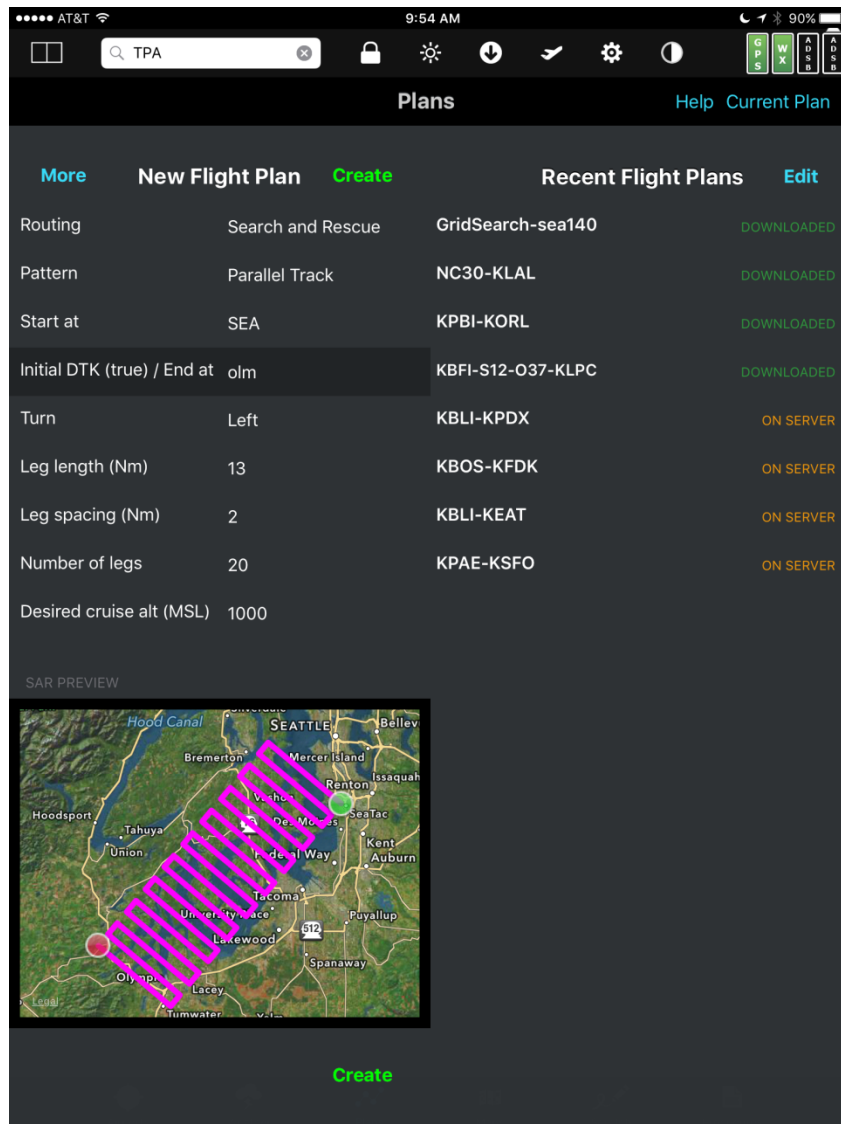 AT&T 9:54 AM 90%
TPA GPS WX ADSB ADSB
Plans Help Current Plan
More New Flight Plan Create Recent Flight Plans Edit
Routing Search and Rescue GridSearch-sea140 DOWNLOADED
Pattern Parallel Track NC30-KLAL DOWNLOADED
Start at SEA KPBI-KORL DOWNLOADED
Initial DTK (true) / End at olm KBFI-S12-O37-KLPC DOWNLOADED
Turn Left KBLI-KPDX ON SERVER
Leg length (Nm) 13 KBOS-KFDK ON SERVER
Leg spacing (Nm) 2 KBLI-KEAT ON SERVER
Number of legs 20 KPAE-KSFO ON SERVER
Desired cruise alt (MSL) 1000
SAR PREVIEW
Hood Canal SEATTLE Bellev
Bremerton Mercer Island
Renton Issaquah
Hoodsport SeaTac
Tahuya
Union Federal Way Kent
Auburn
Tacoma
Puyallup
Lakewood 512
Spanaway
Lacey
Legal
Tumwater
Create